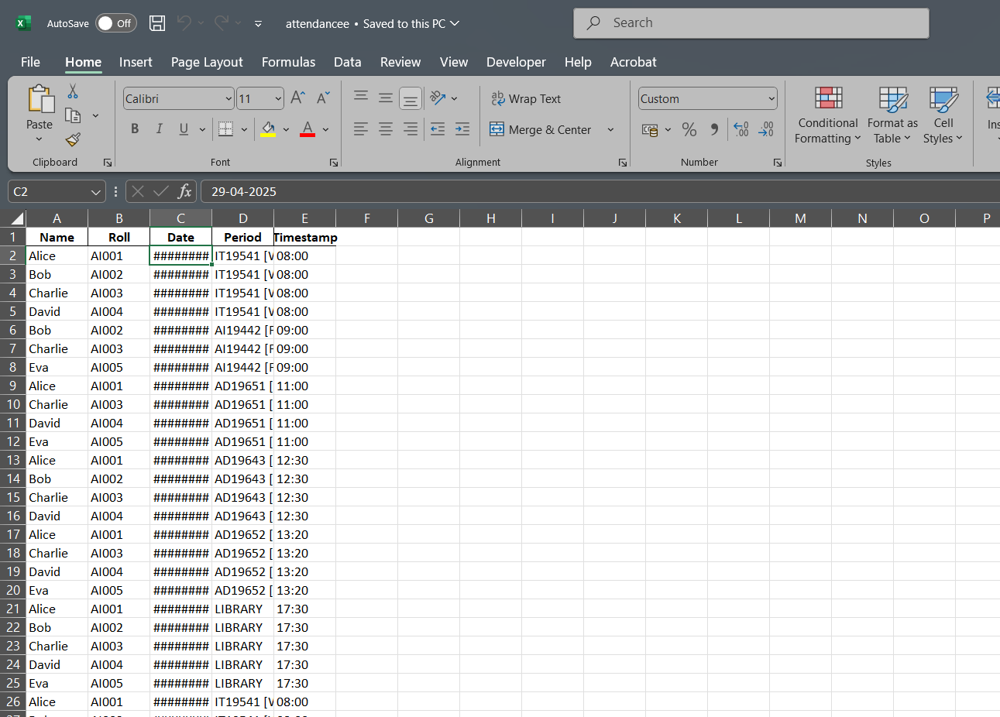 AutoSave Off attendancee • Saved to this PC Search
File Home Insert Page Layout Formulas Data Review View Developer Help Acrobat
Calibri 11 Wrap Text Custom
Paste B I U Merge & Center % Conditional Formatting Format as Table Cell Styles Ins
Clipboard Font Alignment Number Styles
C2 fx 29-04-2025
A B C D E F G H I J K L M N O P
1 Name Roll Date Period Timestamp
2 Alice AI001 ######## IT19541 [V 08:00
3 Bob AI002 ######## IT19541 [V 08:00
4 Charlie AI003 ######## IT19541 [V 08:00
5 David AI004 ######## IT19541 [V 08:00
6 Bob AI002 ######## AI19442 [F 09:00
7 Charlie AI003 ######## AI19442 [F 09:00
8 Eva AI005 ######## AI19442 [F 09:00
9 Alice AI001 ######## AD19651 [ 11:00
10 Charlie AI003 ######## AD19651 [ 11:00
11 David AI004 ######## AD19651 [ 11:00
12 Eva AI005 ######## AD19651 [ 11:00
13 Alice AI001 ######## AD19643 [ 12:30
14 Bob AI002 ######## AD19643 [ 12:30
15 Charlie AI003 ######## AD19643 [ 12:30
16 David AI004 ######## AD19643 [ 12:30
17 Alice AI001 ######## AD19652 [ 13:20
18 Charlie AI003 ######## AD19652 [ 13:20
19 David AI004 ######## AD19652 [ 13:20
20 Eva AI005 ######## AD19652 [ 13:20
21 Alice AI001 ######## LIBRARY 17:30
22 Bob AI002 ######## LIBRARY 17:30
23 Charlie AI003 ######## LIBRARY 17:30
24 David AI004 ######## LIBRARY 17:30
25 Eva AI005 ######## LIBRARY 17:30
26 Alice AI001 ######## IT19541 [V 08:00